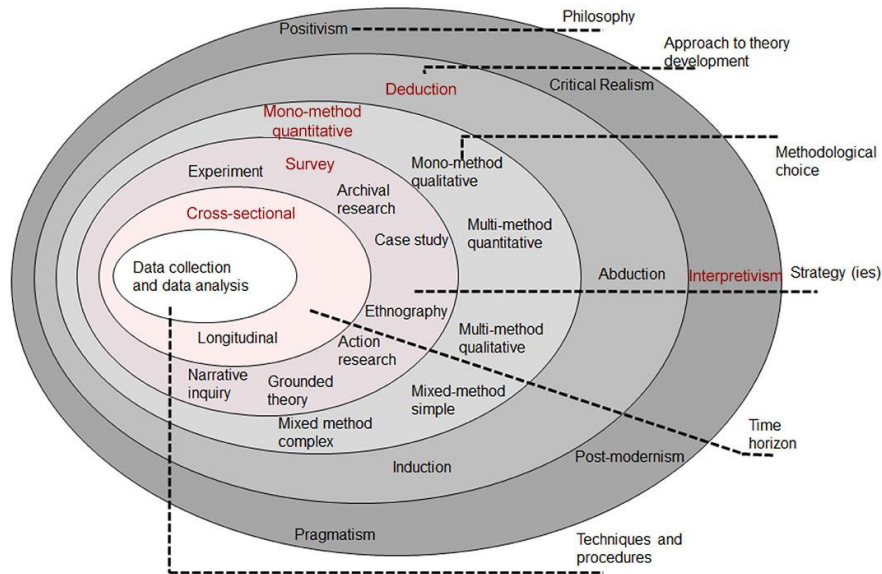 Philosophy
Positivism
Approach to theory
development
Deduction
Critical Realism
Mono-method
quantitative
Survey
Mono-method
qualitative
Methodological
choice
Experiment
Archival
research
Cross-sectional
Multi-method
quantitative
Case study
Data collection
and data analysis
Abduction
Interpretivism
Strategy (ies)
Ethnography
Longitudinal
Multi-method
qualitative
Action
research
Narrative
inquiry
Grounded
theory
Mixed-method
simple
Mixed method
complex
Time
horizon
Induction
Post-modernism
Pragmatism
Techniques and
procedures